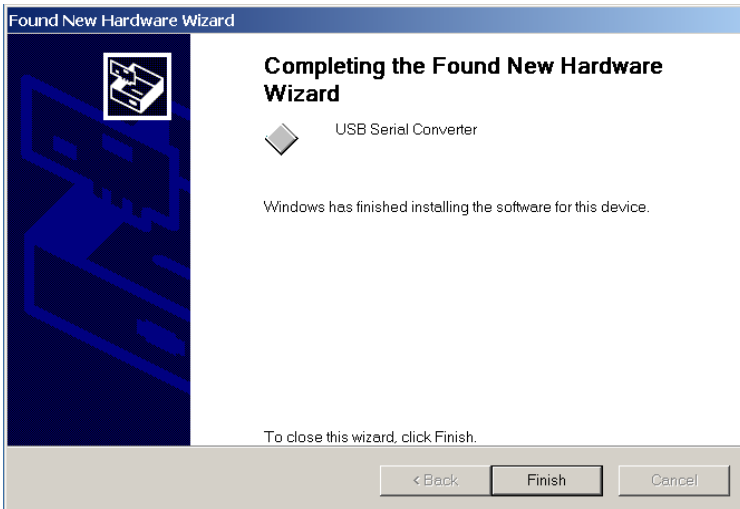 Found New Hardware Wizard
Completing the Found New Hardware
Wizard
USB Serial Converter
Windows has finished installing the software for this device.
To close this wizard, click Finish.
< Back
Finish
Cancel